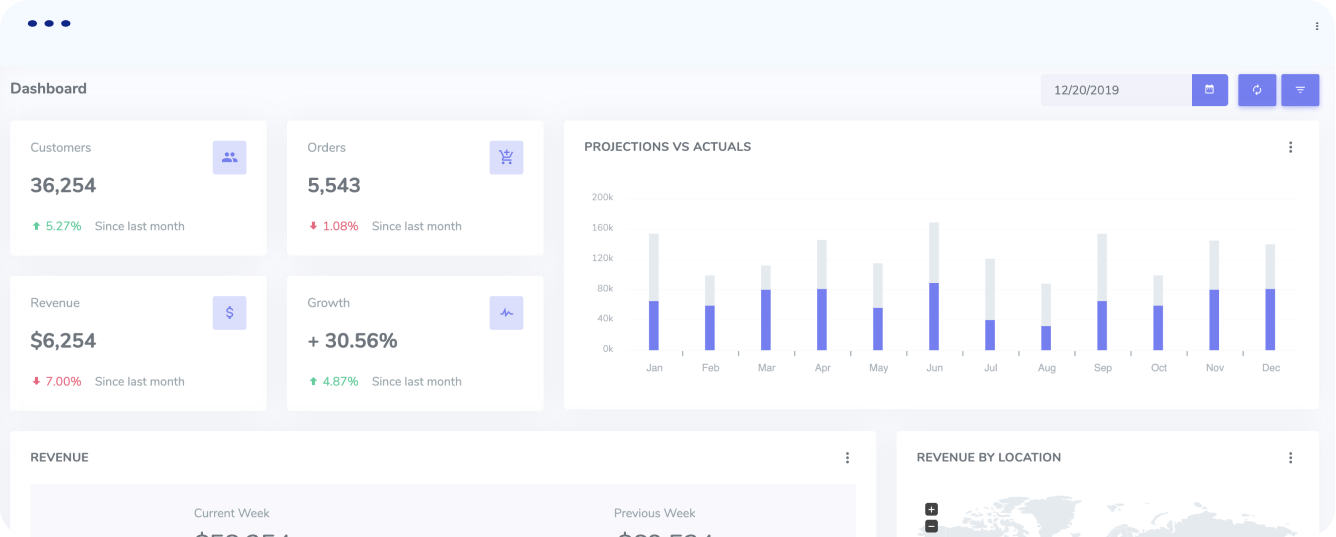 Dashboard
12/20/2019
Customers
36,254
5.27% Since last month
Orders
5,543
1.08% Since last month
Revenue
$6,254
7.00% Since last month
Growth
+ 30.56%
4.87% Since last month
PROJECTIONS VS ACTUALS
200k
160k
120k
80k
40k
0k
Jan Feb Mar Apr May Jun Jul Aug Sep Oct Nov Dec
REVENUE
Current Week
Previous Week
REVENUE BY LOCATION
+
−